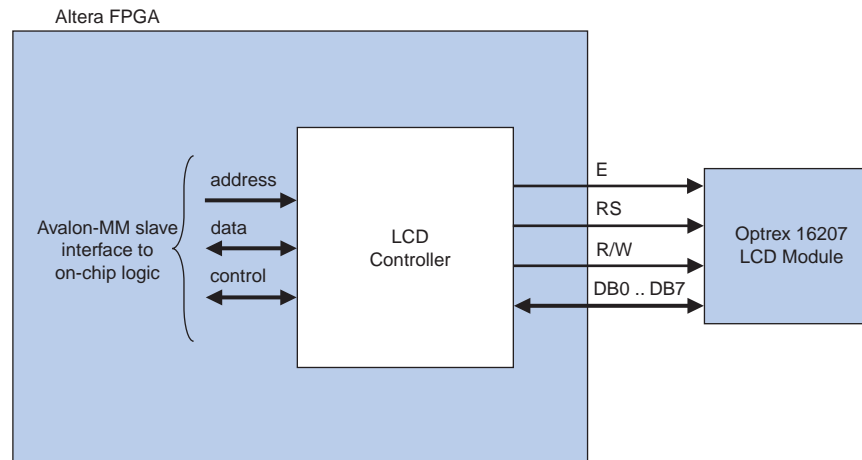 Altera FPGA
address
data
control
Avalon-MM slave
interface to
on-chip logic
LCD
Controller
E
RS
R/W
DB0 .. DB7
Optrex 16207
LCD Module